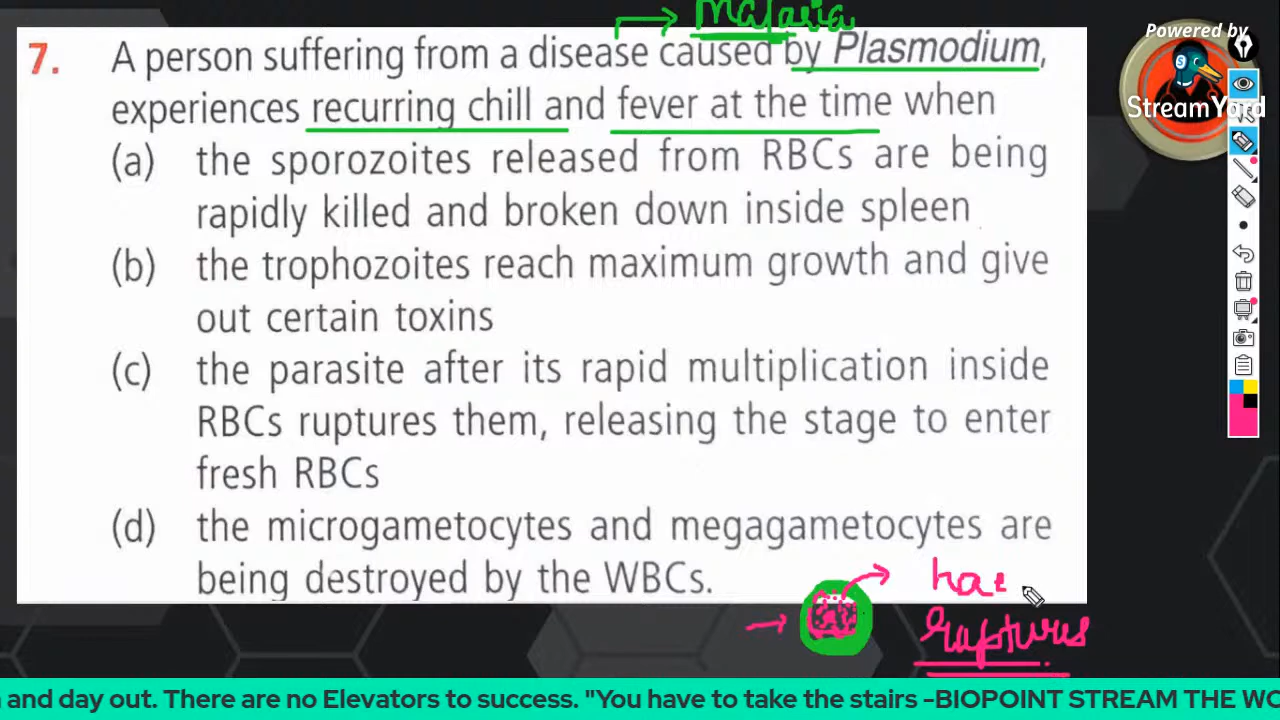 Malaria
Powered by
StreamYard
7. A person suffering from a disease caused by Plasmodium,
experiences recurring chill and fever at the time when
(a) the sporozoites released from RBCs are being
rapidly killed and broken down inside spleen
(b) the trophozoites reach maximum growth and give
out certain toxins
(c) the parasite after its rapid multiplication inside
RBCs ruptures them, releasing the stage to enter
fresh RBCs
(d) the microgametocytes and megagametocytes are
being destroyed by the WBCs.
hae
ruptures
and day out. There are no Elevators to success. "You have to take the stairs -BIOPOINT STREAM THE WO